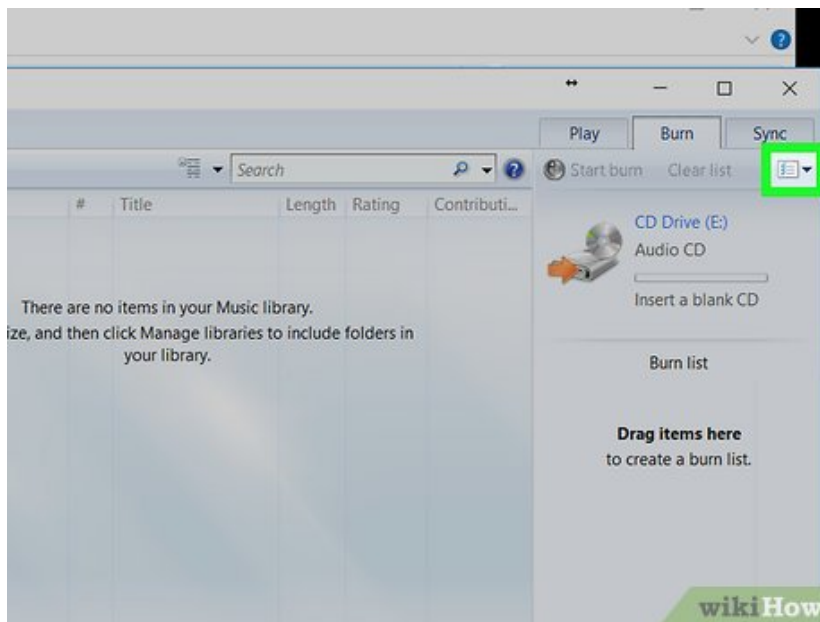 Play Burn Sync
Search
Start burn Clear list
# Title Length Rating Contributi...
CD Drive (E:)
Audio CD
Insert a blank CD
There are no items in your Music library.
ize, and then click Manage libraries to include folders in
your library.
Burn list
Drag items here
to create a burn list.
wikiHow